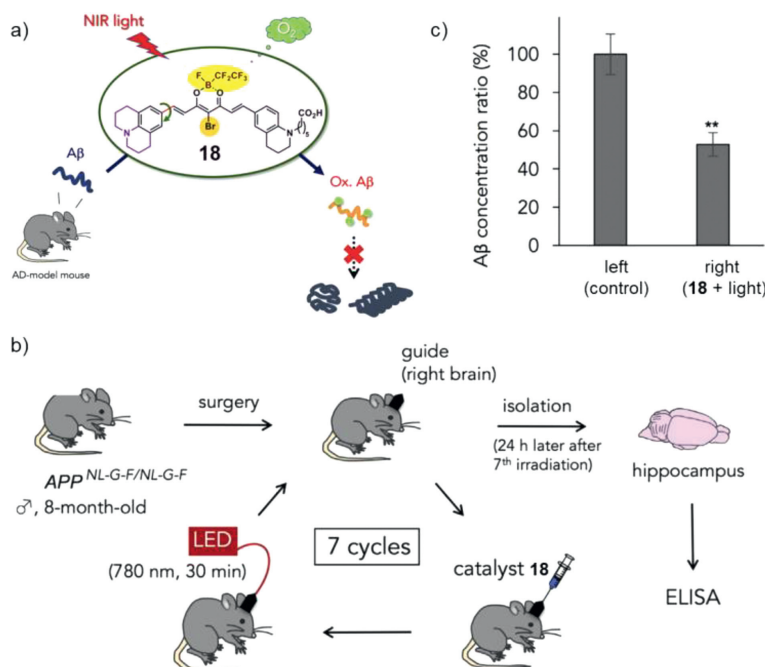 a)
NIR light
O2
F
CF2CF3
B
O
O
N
Br
N
CO2H
5
18
Aβ
Ox. Aβ
AD-model mouse
c)
Aβ concentration ratio (%)
100
80
60
40
20
0
**
left
(control)
right
(18 + light)
b)
APP NL-G-F/NL-G-F
♂, 8-month-old
surgery
guide
(right brain)
isolation
(24 h later after
7th irradiation)
hippocampus
LED
(780 nm, 30 min)
7 cycles
catalyst 18
ELISA